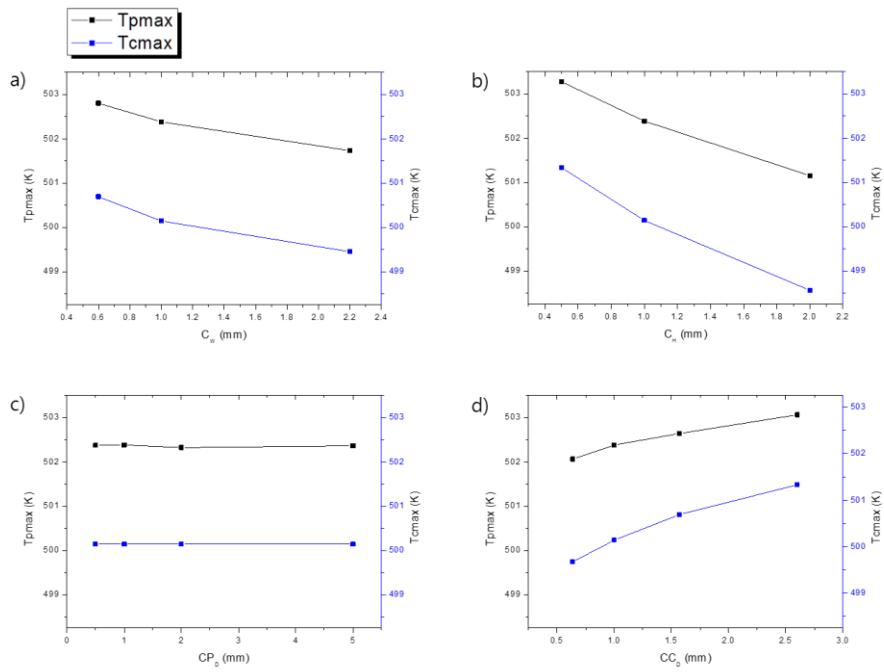 Tpmax
Tcmax
a)
503
502
501
500
499
Tpmax (K)
503
502
501
500
499
Tcmax (K)
0.4 0.6 0.8 1.0 1.2 1.4 1.6 1.8 2.0 2.2 2.4
C_W (mm)
b)
503
502
501
500
499
Tpmax (K)
503
502
501
500
499
Tcmax (K)
0.4 0.6 0.8 1.0 1.2 1.4 1.6 1.8 2.0 2.2
C_H (mm)
c)
503
502
501
500
499
Tpmax (K)
503
502
501
500
499
Tcmax (K)
0 1 2 3 4 5
CP_D (mm)
d)
503
502
501
500
499
Tpmax (K)
503
502
501
500
499
Tcmax (K)
0.5 1.0 1.5 2.0 2.5 3.0
CC_D (mm)